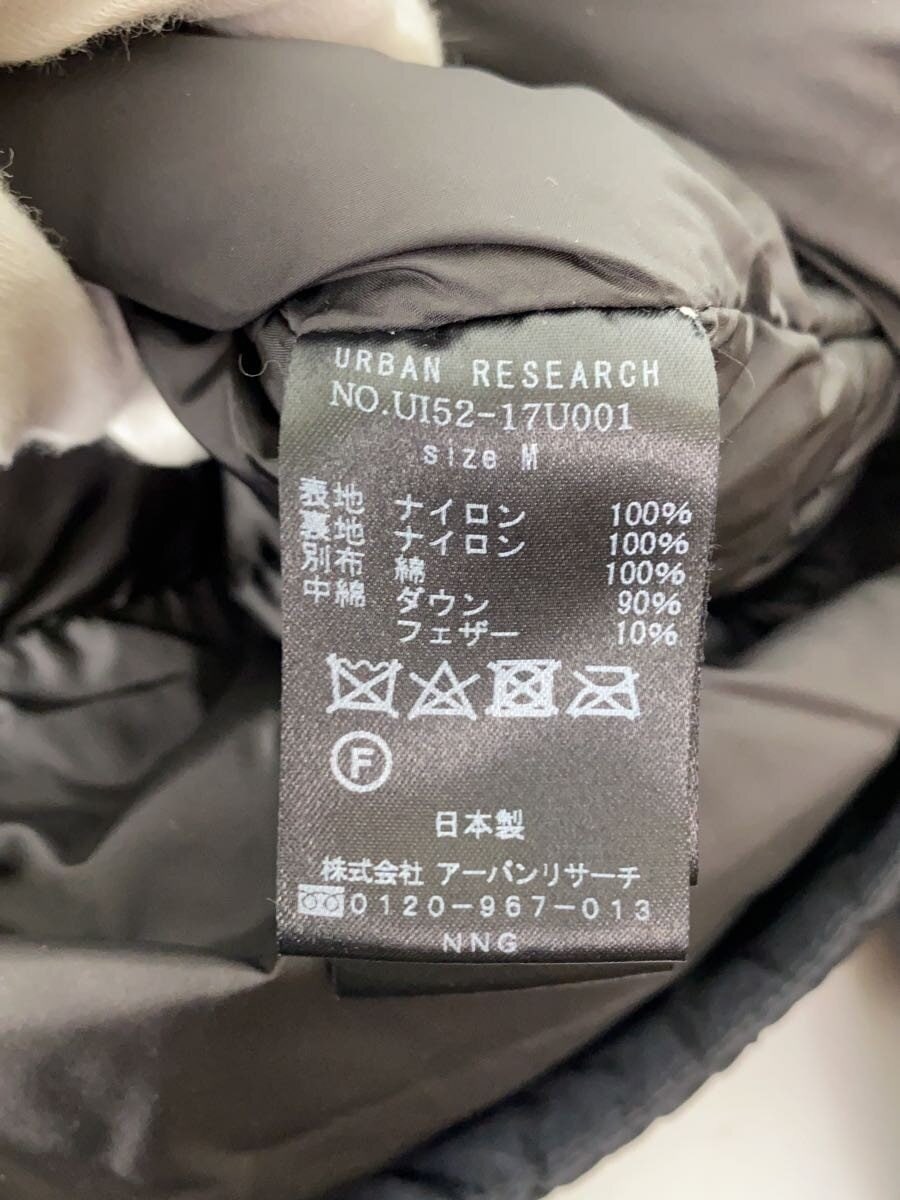 URBAN RESEARCH
NO.UI52-17U001
size M
表地 ナイロン 100%
裏地 ナイロン 100%
別布 綿 100%
中綿 ダウン 90%
フェザー 10%
F
日本製
株式会社 アーバンリサーチ
0120-967-013
NNG